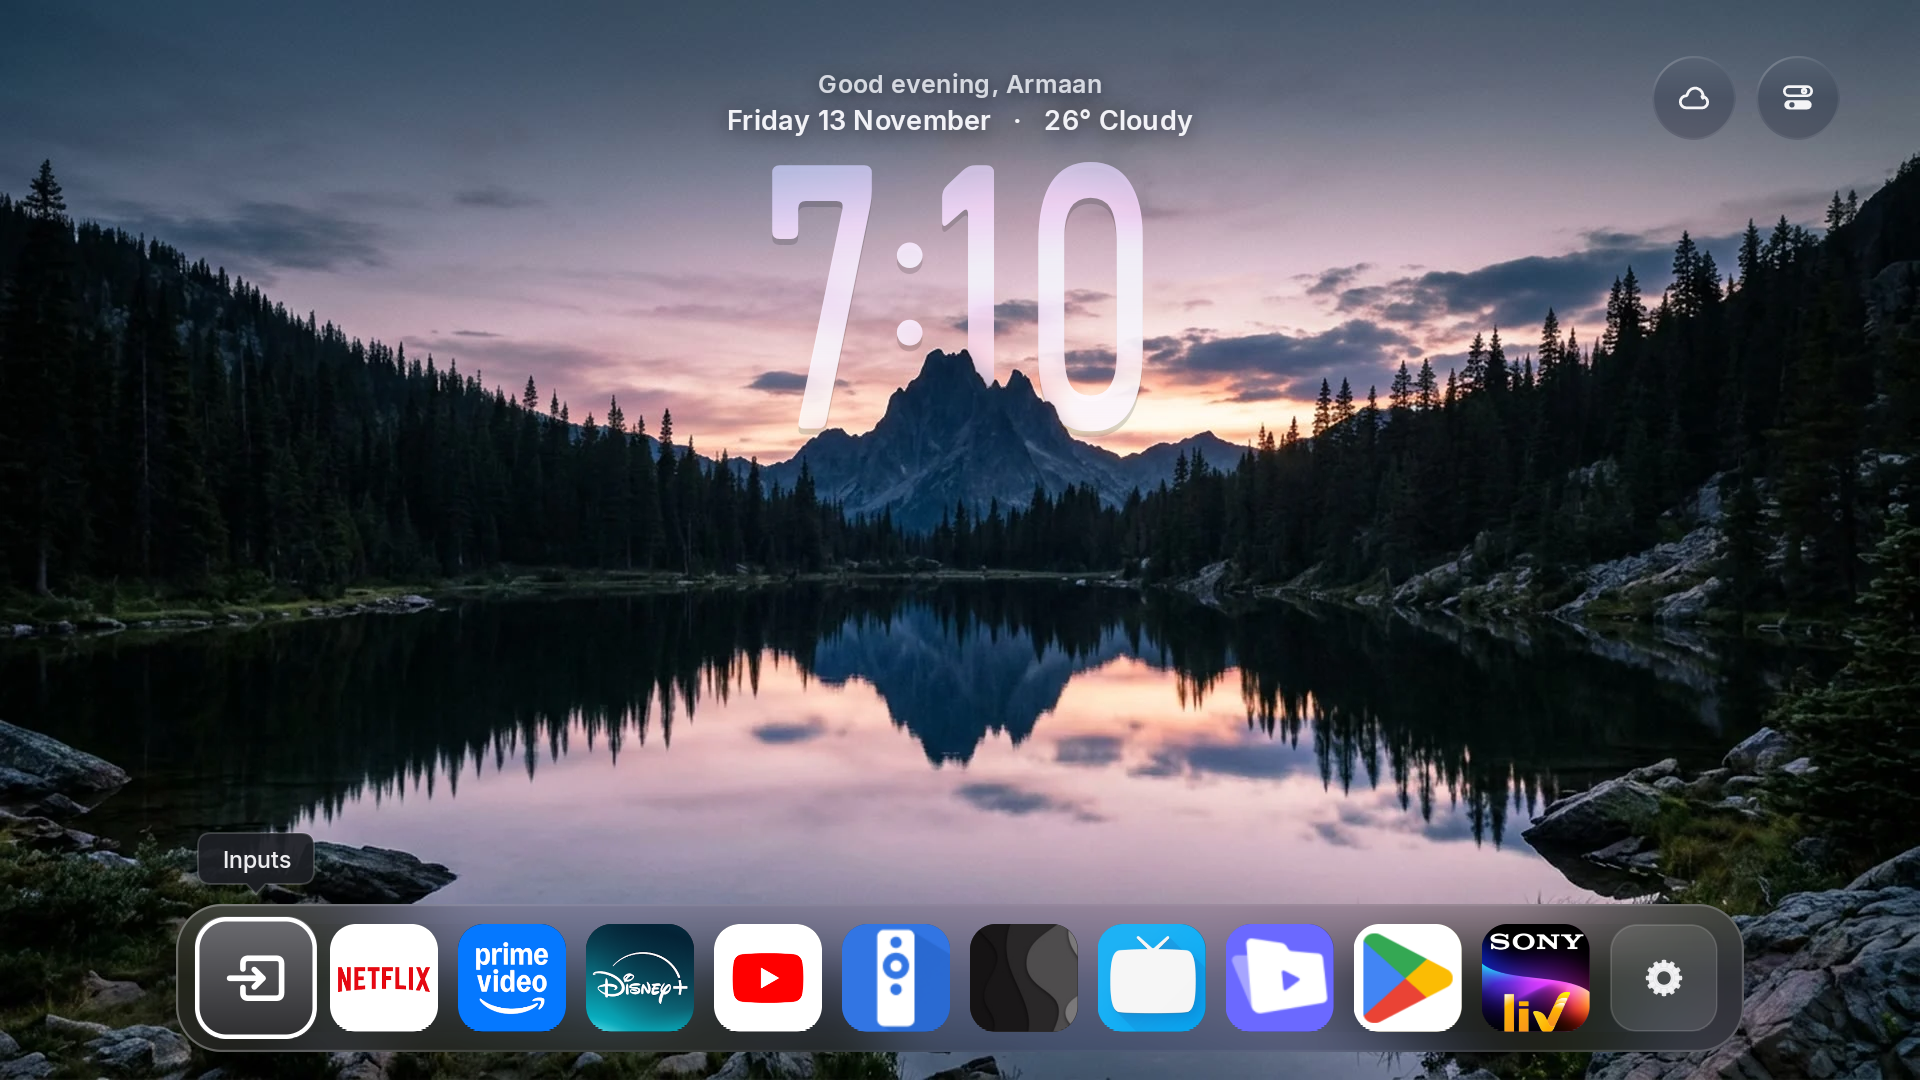 Good evening, Armaan
Friday 13 November · 26° Cloudy
7:10
Inputs
NETFLIX
prime video
Disney+
SONY
liv